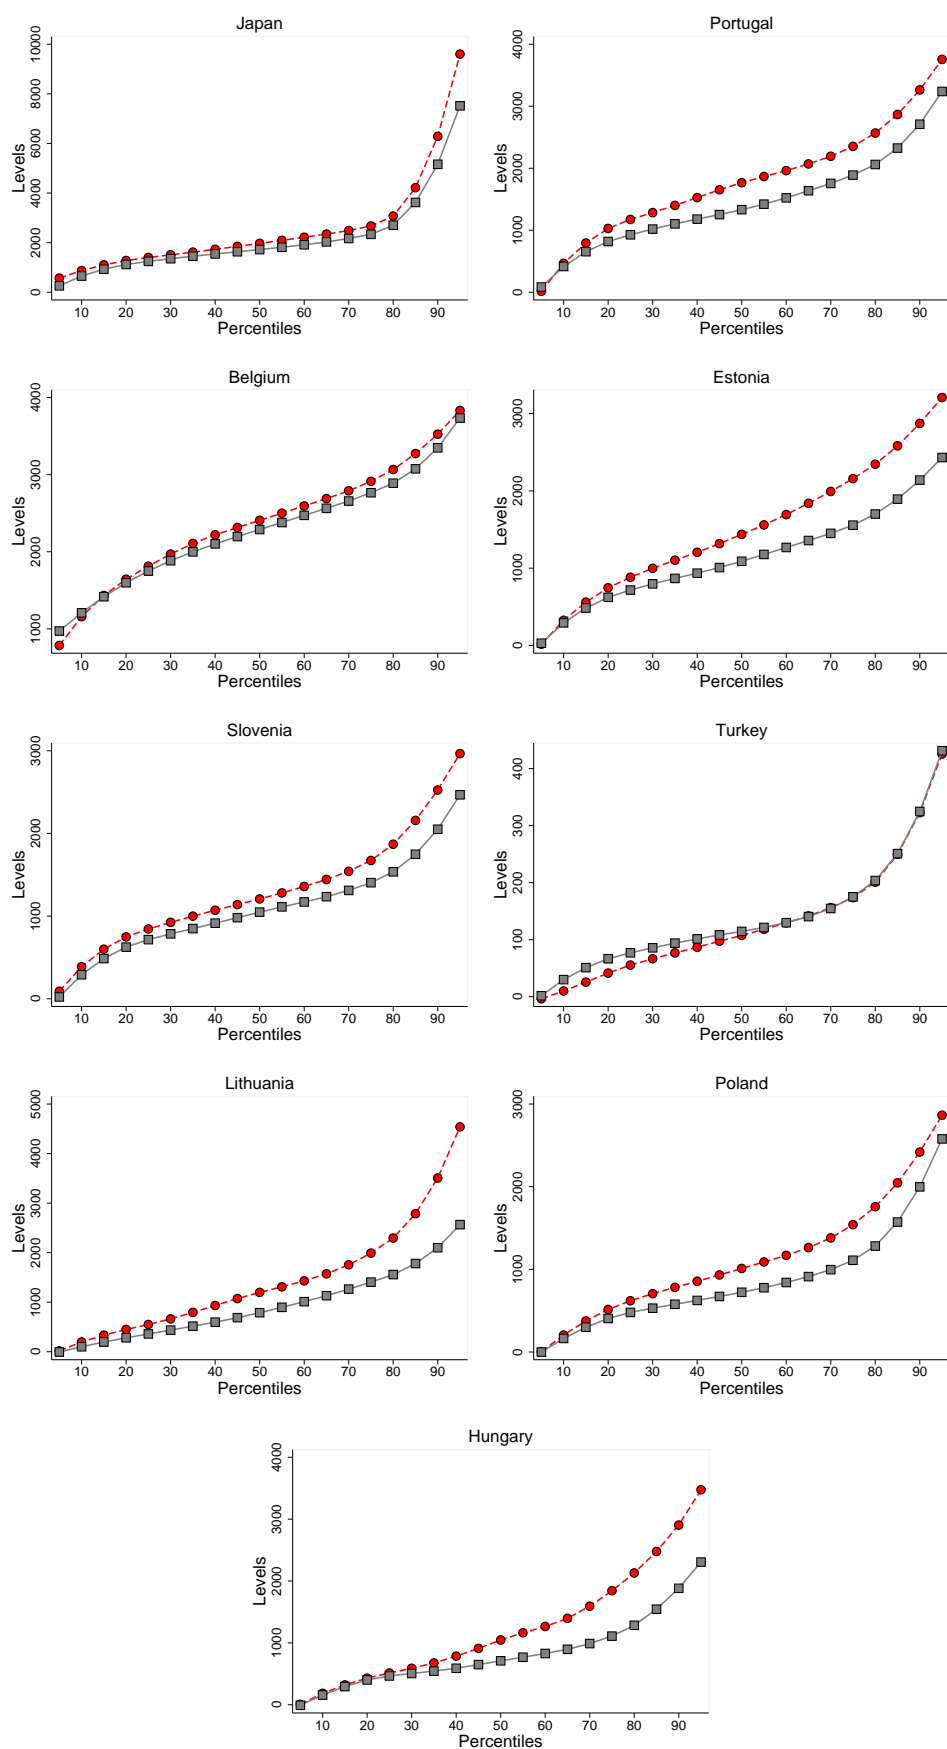 Japan
Levels
0 2000 4000 6000 8000 10000
10 20 30 40 50 60 70 80 90
Percentiles
Portugal
Levels
0 1000 2000 3000 4000
10 20 30 40 50 60 70 80 90
Percentiles
Belgium
Levels
1000 2000 3000 4000
10 20 30 40 50 60 70 80 90
Percentiles
Estonia
Levels
0 1000 2000 3000
10 20 30 40 50 60 70 80 90
Percentiles
Slovenia
Levels
0 1000 2000 3000
10 20 30 40 50 60 70 80 90
Percentiles
Turkey
Levels
0 100 200 300 400
10 20 30 40 50 60 70 80 90
Percentiles
Lithuania
Levels
0 1000 2000 3000 4000 5000
10 20 30 40 50 60 70 80 90
Percentiles
Poland
Levels
0 1000 2000 3000
10 20 30 40 50 60 70 80 90
Percentiles
Hungary
Levels
0 1000 2000 3000 4000
10 20 30 40 50 60 70 80 90
Percentiles